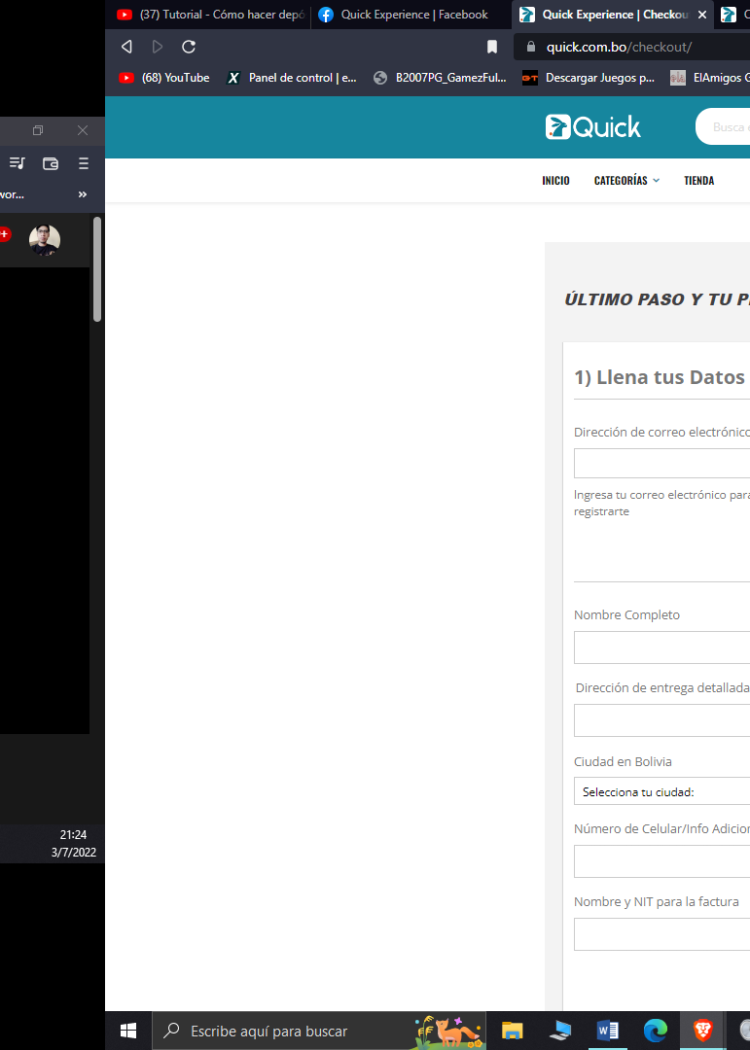 (37) Tutorial - Cómo hacer depó
Quick Experience | Facebook
Quick Experience | Checkou
quick.com.bo/checkout/
(68) YouTube
Panel de control | e...
B2007PG_GamezFul...
Descargar Juegos p...
ElAmigos G
wor...
Quick
Busca e
INICIO
CATEGORÍAS
TIENDA
ÚLTIMO PASO Y TU P
1) Llena tus Datos
Dirección de correo electrónico
Ingresa tu correo electrónico para
registrarte
Nombre Completo
Dirección de entrega detallada
Ciudad en Bolivia
Selecciona tu ciudad:
Número de Celular/Info Adicion
Nombre y NIT para la factura
21:24
3/7/2022
Escribe aquí para buscar